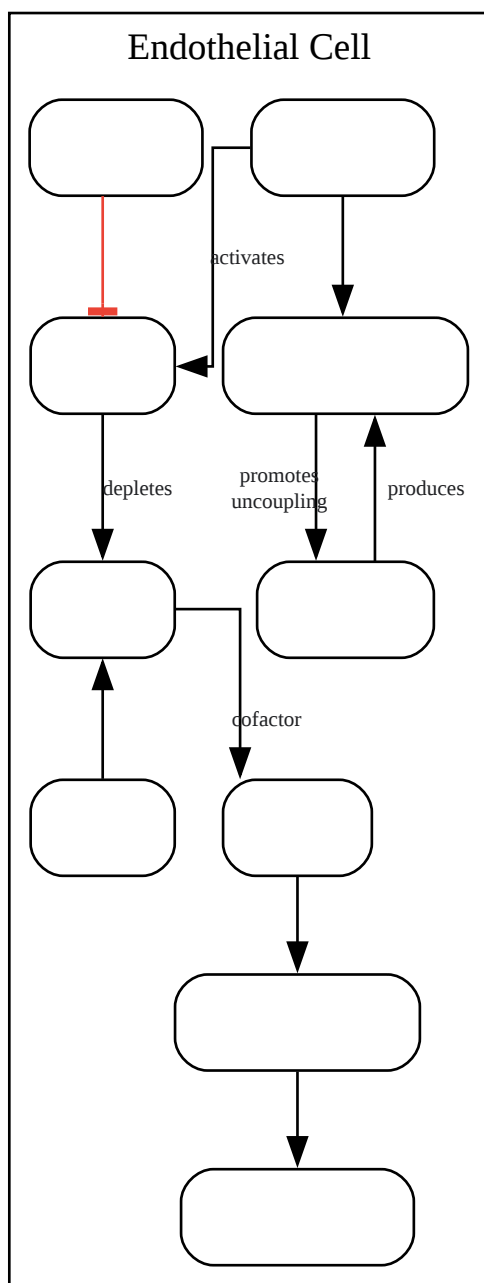 Endothelial Cell
activates
depletes
promotes
uncoupling
produces
cofactor